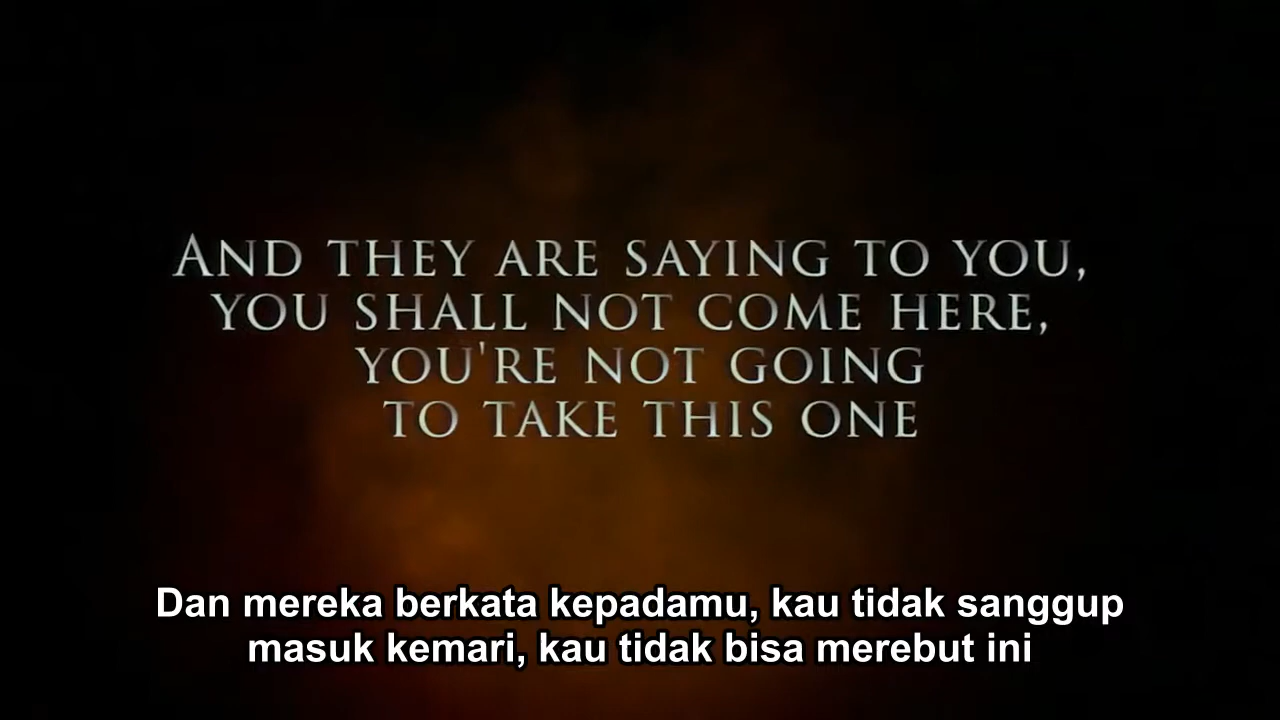 AND THEY ARE SAYING TO YOU,
YOU SHALL NOT COME HERE,
YOU'RE NOT GOING
TO TAKE THIS ONE
Dan mereka berkata kepadamu, kau tidak sanggup
masuk kemari, kau tidak bisa merebut ini